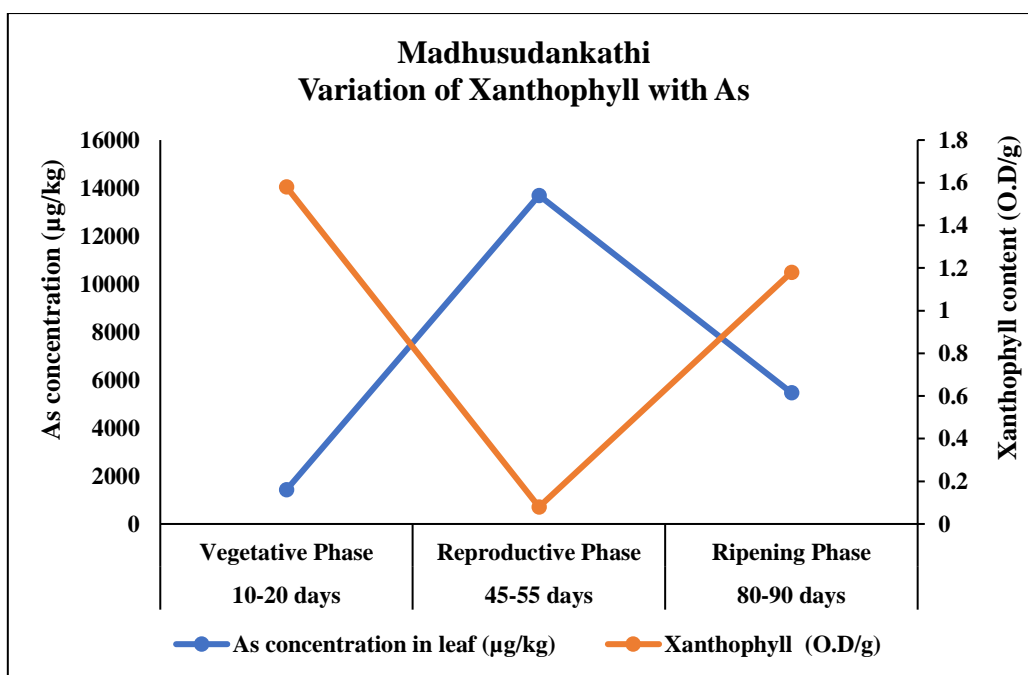 Madhusudankathi
Variation of Xanthophyll with As
As concentration (µg/kg)
16000
14000
12000
10000
8000
6000
4000
2000
0
1.8
1.6
1.4
1.2
1
0.8
0.6
0.4
0.2
0
Xanthophyll content (O.D/g)
Vegetative Phase Reproductive Phase Ripening Phase
10-20 days 45-55 days 80-90 days
As concentration in leaf (µg/kg) Xanthophyll (O.D/g)